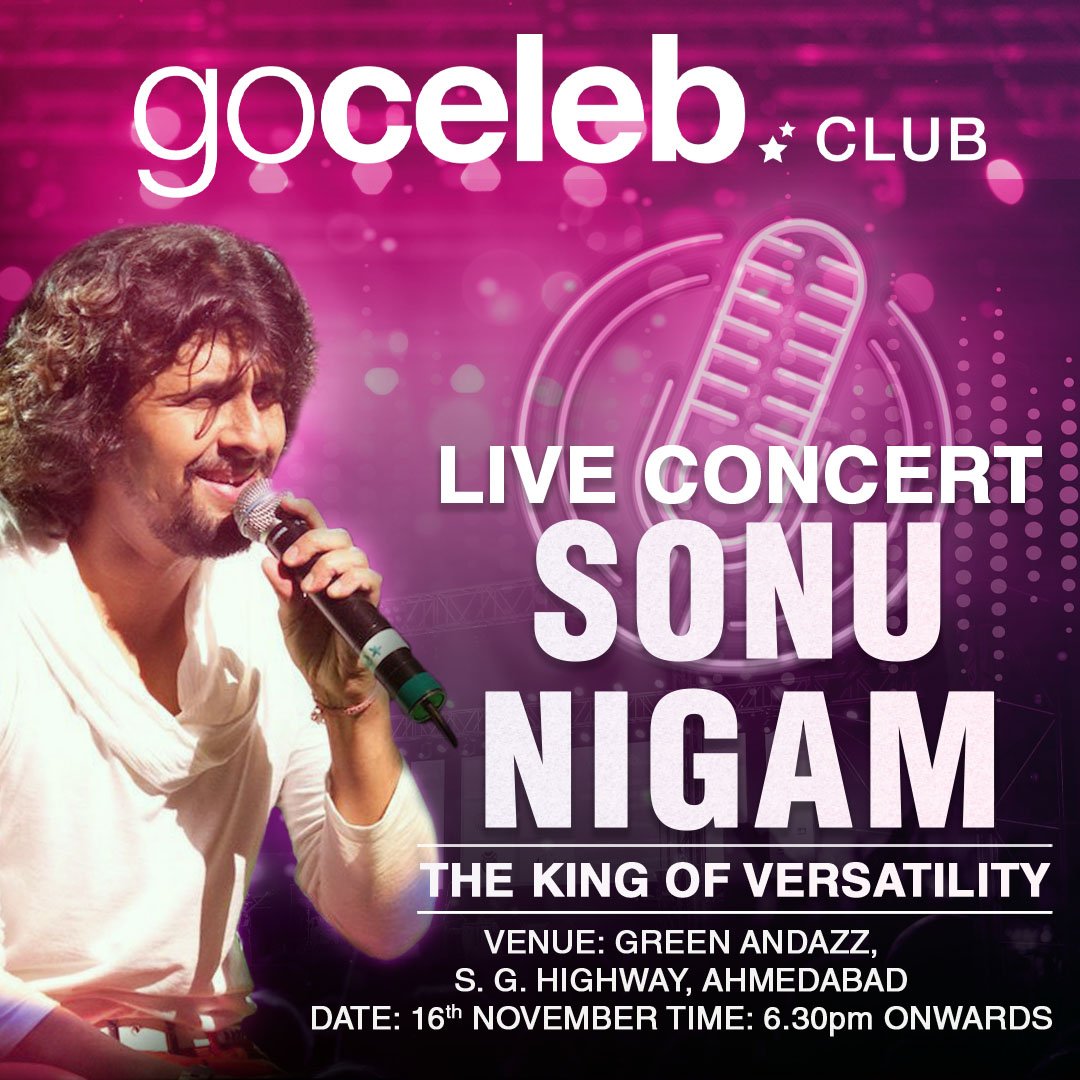 goceleb CLUB
LIVE CONCERT
SONU
NIGAM
THE KING OF VERSATILITY
VENUE: GREEN ANDAZZ,
S. G. HIGHWAY, AHMEDABAD
DATE: 16th NOVEMBER TIME: 6.30pm ONWARDS